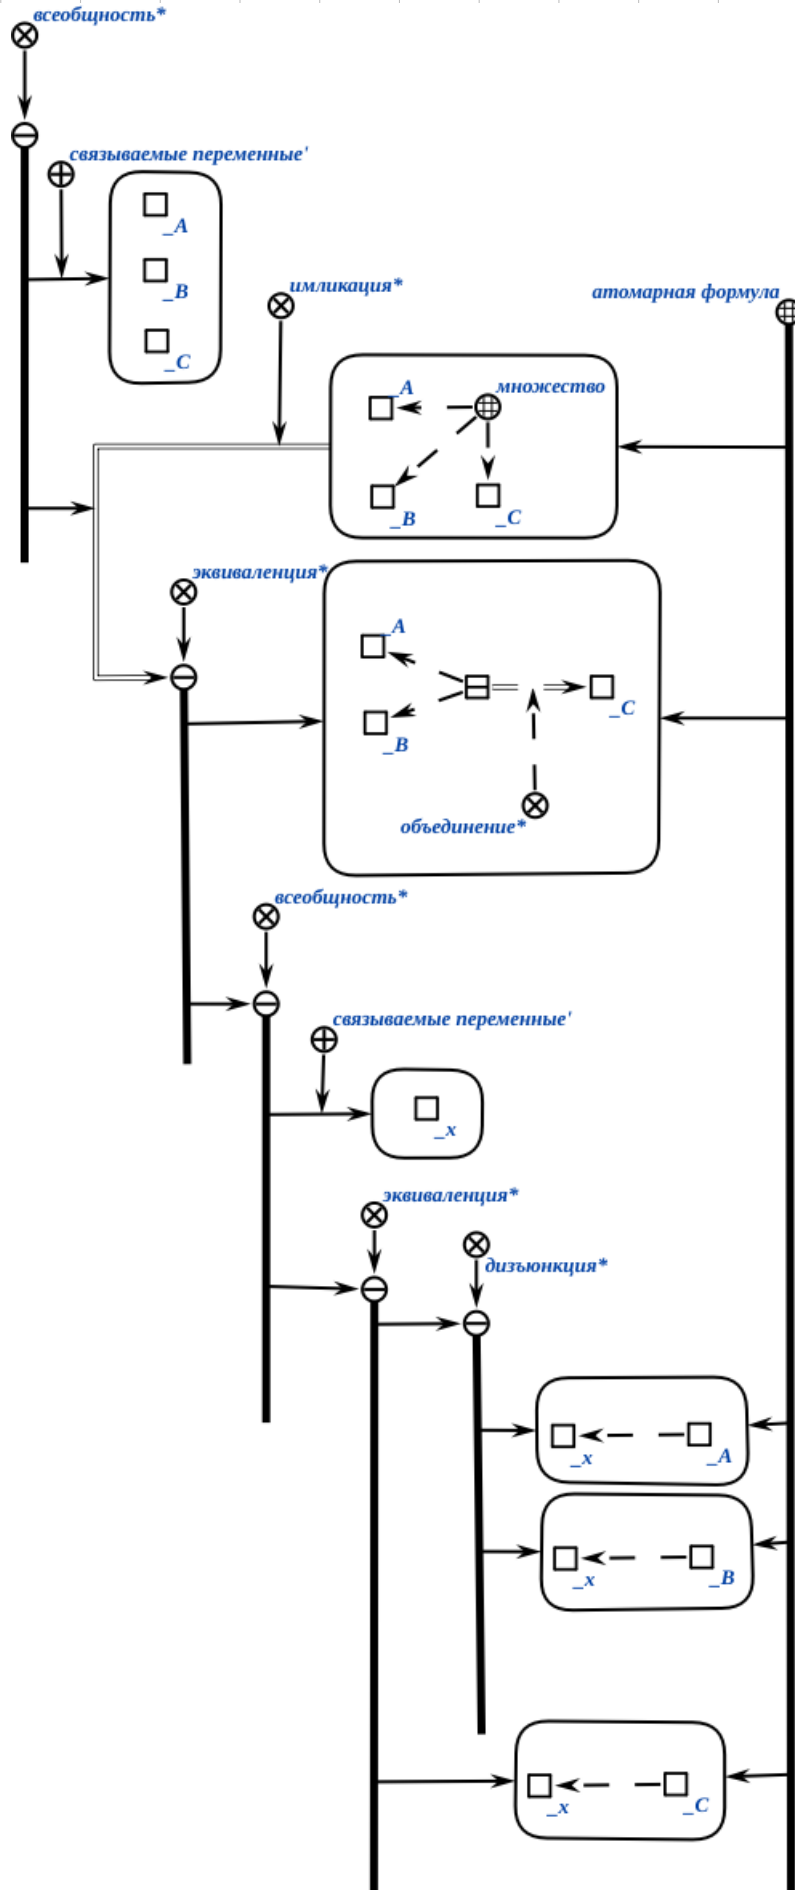 всеобщность*
связываемые переменные'
_A
_B
_C
имликация*
атомарная формула
_A
множество
_B
_C
эквиваленция*
_A
_C
_B
объединение*
всеобщность*
связываемые переменные'
_x
эквиваленция*
дизъюнкция*
_x
_A
_x
_B
_x
_C